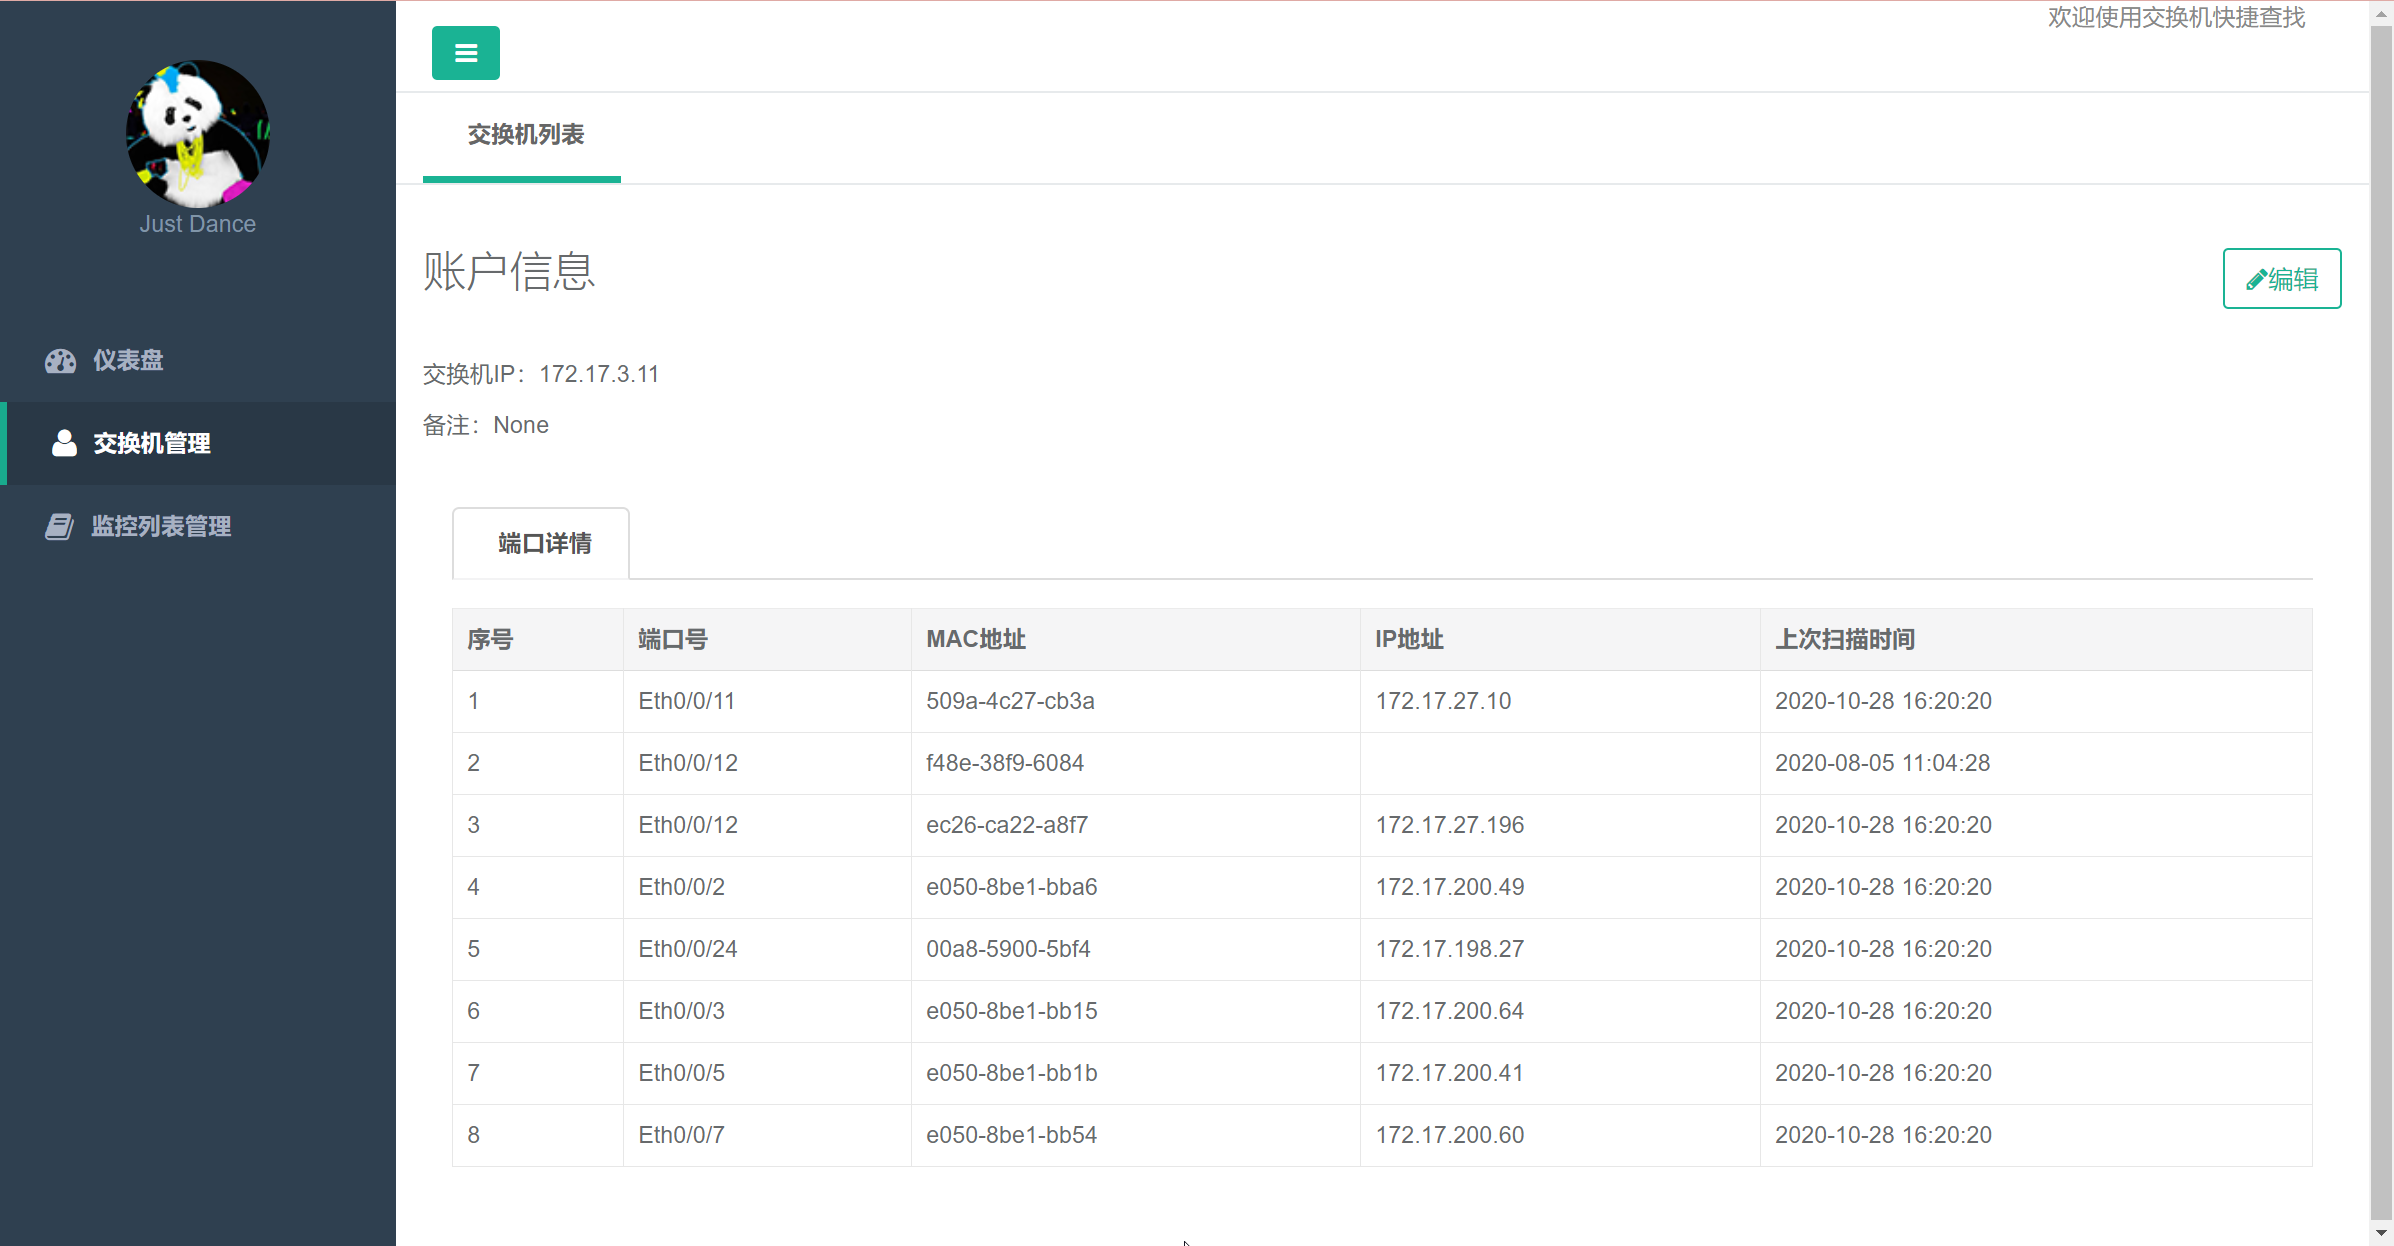 欢迎使用交换机快捷查找
Just Dance
仪表盘
交换机管理
监控列表管理
交换机列表
账户信息
编辑
交换机IP：172.17.3.11
备注：None
端口详情
序号 端口号 MAC地址 IP地址 上次扫描时间
1 Eth0/0/11 509a-4c27-cb3a 172.17.27.10 2020-10-28 16:20:20
2 Eth0/0/12 f48e-38f9-6084 2020-08-05 11:04:28
3 Eth0/0/12 ec26-ca22-a8f7 172.17.27.196 2020-10-28 16:20:20
4 Eth0/0/2 e050-8be1-bba6 172.17.200.49 2020-10-28 16:20:20
5 Eth0/0/24 00a8-5900-5bf4 172.17.198.27 2020-10-28 16:20:20
6 Eth0/0/3 e050-8be1-bb15 172.17.200.64 2020-10-28 16:20:20
7 Eth0/0/5 e050-8be1-bb1b 172.17.200.41 2020-10-28 16:20:20
8 Eth0/0/7 e050-8be1-bb54 172.17.200.60 2020-10-28 16:20:20